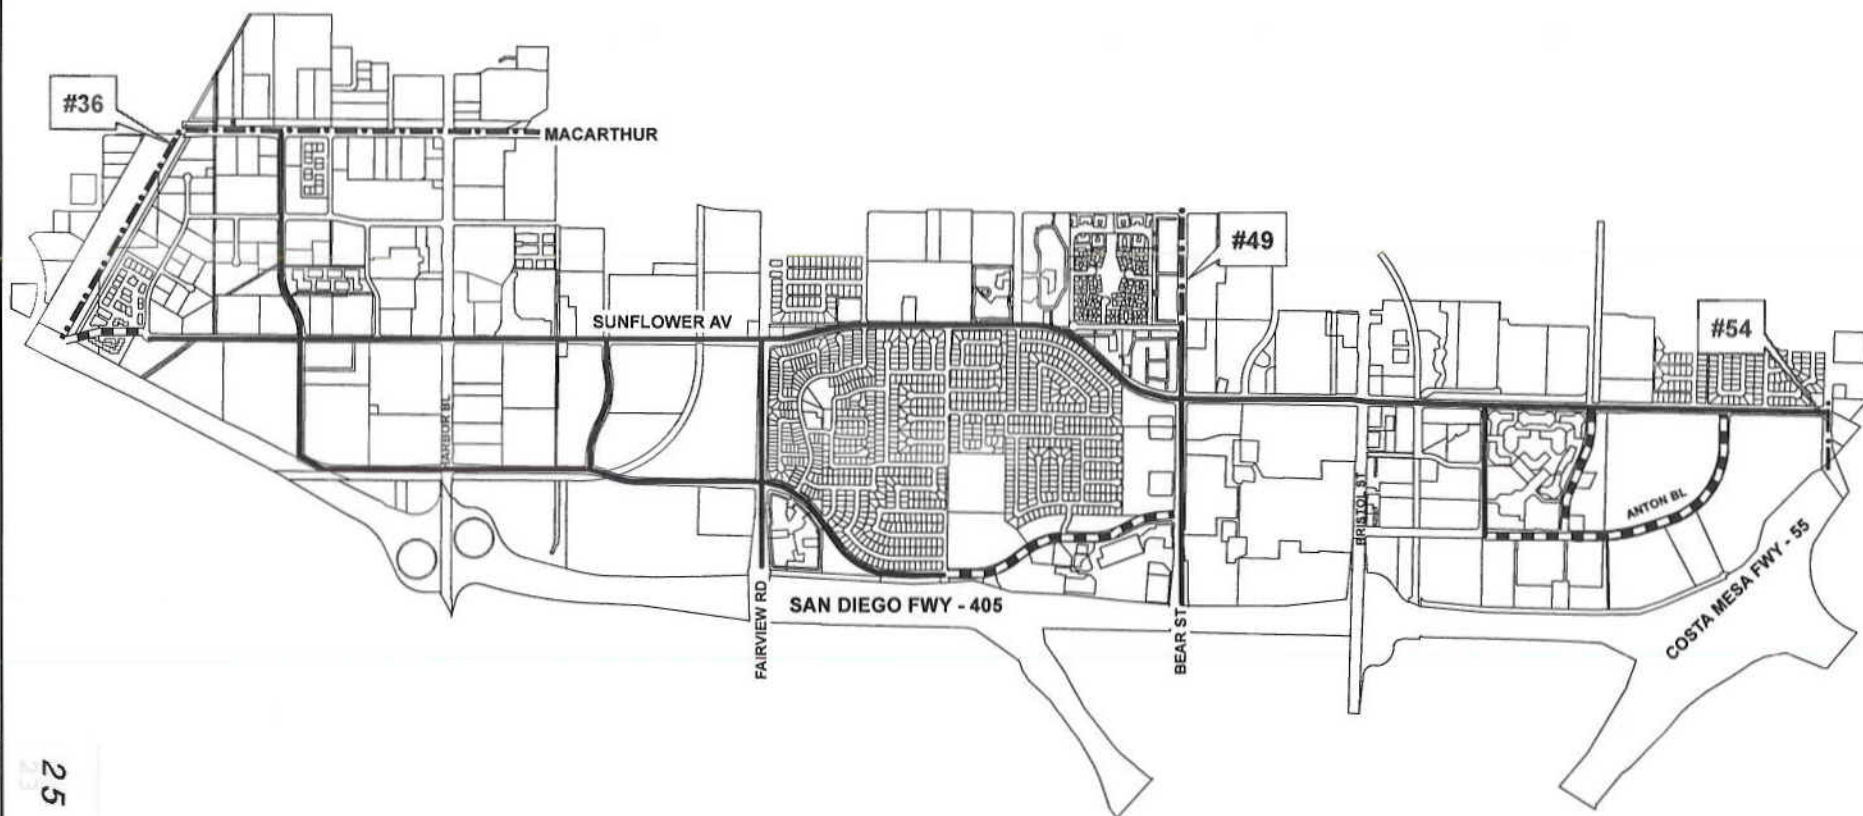 #36
MACARTHUR
#49
SUNFLOWER AV
#54
HARBOR BL
BRISTOL ST
ANTON BL
COSTA MESA FWY - 55
SAN DIEGO FWY - 405
FAIRVIEW RD
BEAR ST
25
23